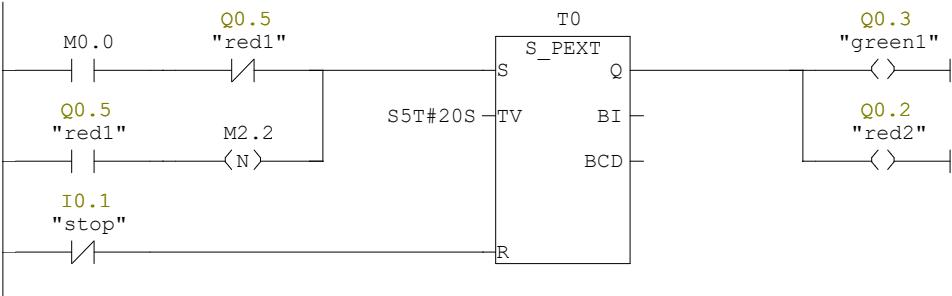 T0
Q0.5
Q0.3
M0.0
"red1"
S_PEXT
"green1"
S
Q
Q0.5
S5T#20S
TV
BI
Q0.2
"red1"
M2.2
"red2"
N
BCD
I0.1
"stop"
R